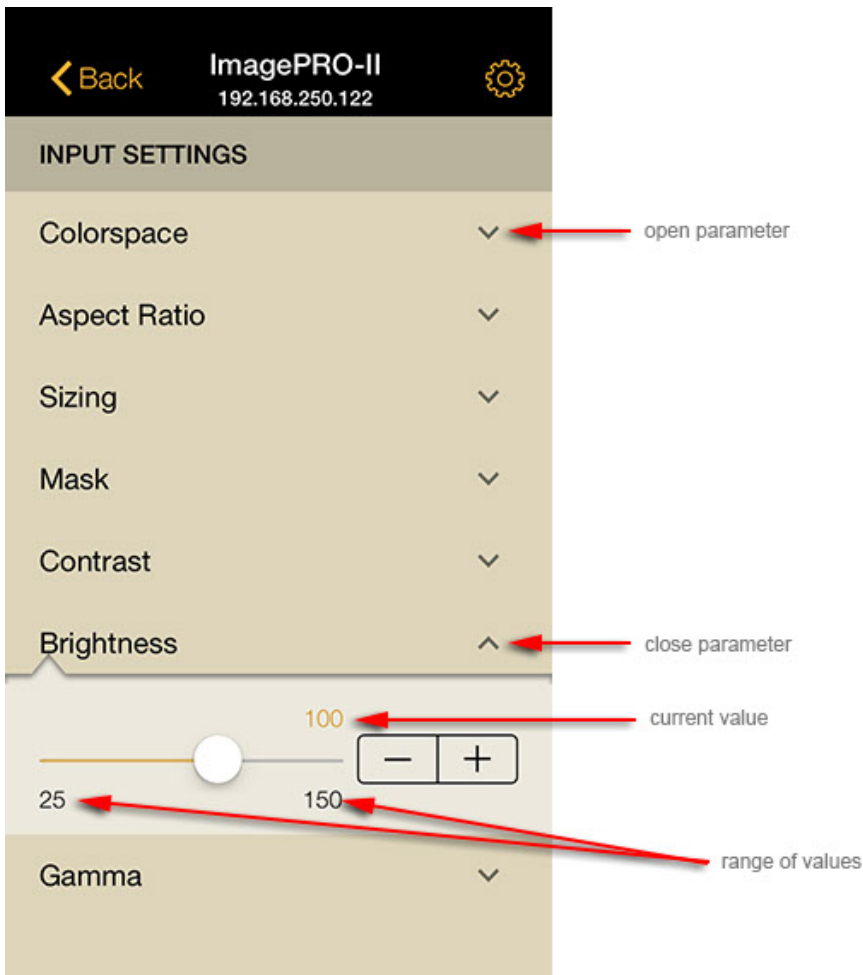 Back
ImagePRO-II
192.168.250.122
INPUT SETTINGS
Colorspace
open parameter
Aspect Ratio
Sizing
Mask
Contrast
Brightness
close parameter
100
current value
− +
25 150
range of values
Gamma